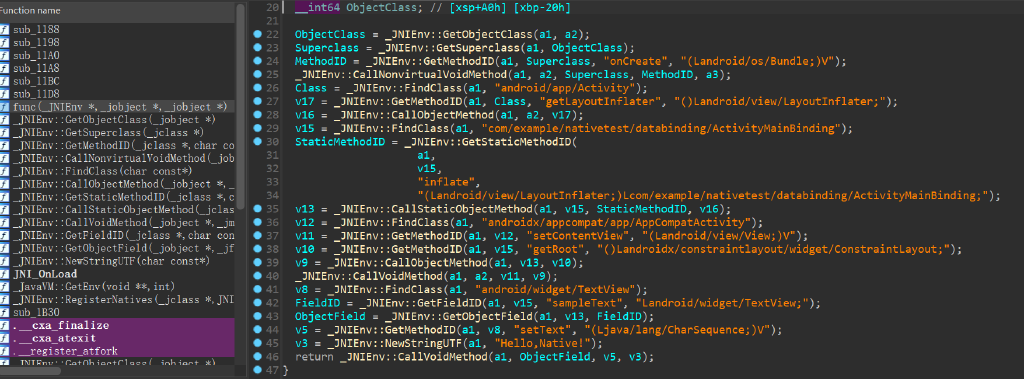 Function name
sub_1188
sub_1198
sub_11A0
sub_11A8
sub_11BC
sub_11D8
func(_JNIEnv *,_jobject *,_jobject *)
_JNIEnv::GetObjectClass(_jobject *)
_JNIEnv::GetSuperclass(_jclass *)
_JNIEnv::GetMethodID(_jclass *,char co
_JNIEnv::CallNonvirtualVoidMethod(_job
_JNIEnv::FindClass(char const*)
_JNIEnv::CallObjectMethod(_jobject *,_
_JNIEnv::GetStaticMethodID(_jclass *,c
_JNIEnv::CallStaticObjectMethod(_jclas
_JNIEnv::CallVoidMethod(_jobject *,_jm
_JNIEnv::GetFieldID(_jclass *,char con
_JNIEnv::GetObjectField(_jobject *,_jf
_JNIEnv::NewStringUTF(char const*)
JNI_OnLoad
_JavaVM::GetEnv(void **,int)
_JNIEnv::RegisterNatives(_jclass *,JNI
sub_1B30
.__cxa_finalize
.__cxa_atexit
.__register_atfork
_JNIEnv::GetObjectClass(_jobject *)
20 __int64 ObjectClass; // [xsp+A0h] [xbp-20h]
21
22 ObjectClass = _JNIEnv::GetObjectClass(a1, a2);
23 Superclass = _JNIEnv::GetSuperclass(a1, ObjectClass);
24 MethodID = _JNIEnv::GetMethodID(a1, Superclass, "onCreate", "(Landroid/os/Bundle;)V");
25 _JNIEnv::CallNonvirtualVoidMethod(a1, a2, Superclass, MethodID, a3);
26 Class = _JNIEnv::FindClass(a1, "android/app/Activity");
27 v17 = _JNIEnv::GetMethodID(a1, Class, "getLayoutInflater", "()Landroid/view/LayoutInflater;");
28 v16 = _JNIEnv::CallObjectMethod(a1, a2, v17);
29 v15 = _JNIEnv::FindClass(a1, "com/example/nativetest/databinding/ActivityMainBinding");
30 StaticMethodID = _JNIEnv::GetStaticMethodID(
31 a1,
32 v15,
33 "inflate",
34 "(Landroid/view/LayoutInflater;)Lcom/example/nativetest/databinding/ActivityMainBinding;");
35 v13 = _JNIEnv::CallStaticObjectMethod(a1, v15, StaticMethodID, v16);
36 v12 = _JNIEnv::FindClass(a1, "androidx/appcompat/app/AppCompatActivity");
37 v11 = _JNIEnv::GetMethodID(a1, v12, "setContentView", "(Landroid/view/View;)V");
38 v10 = _JNIEnv::GetMethodID(a1, v15, "getRoot", "()Landroidx/constraintlayout/widget/ConstraintLayout;");
39 v9 = _JNIEnv::CallObjectMethod(a1, v13, v10);
40 _JNIEnv::CallVoidMethod(a1, a2, v11, v9);
41 v8 = _JNIEnv::FindClass(a1, "android/widget/TextView");
42 FieldID = _JNIEnv::GetFieldID(a1, v15, "sampleText", "Landroid/widget/TextView;");
43 ObjectField = _JNIEnv::GetObjectField(a1, v13, FieldID);
44 v5 = _JNIEnv::GetMethodID(a1, v8, "setText", "(Ljava/lang/CharSequence;)V");
45 v3 = _JNIEnv::NewStringUTF(a1, "Hello,Native!");
46 return _JNIEnv::CallVoidMethod(a1, ObjectField, v5, v3);
47 }